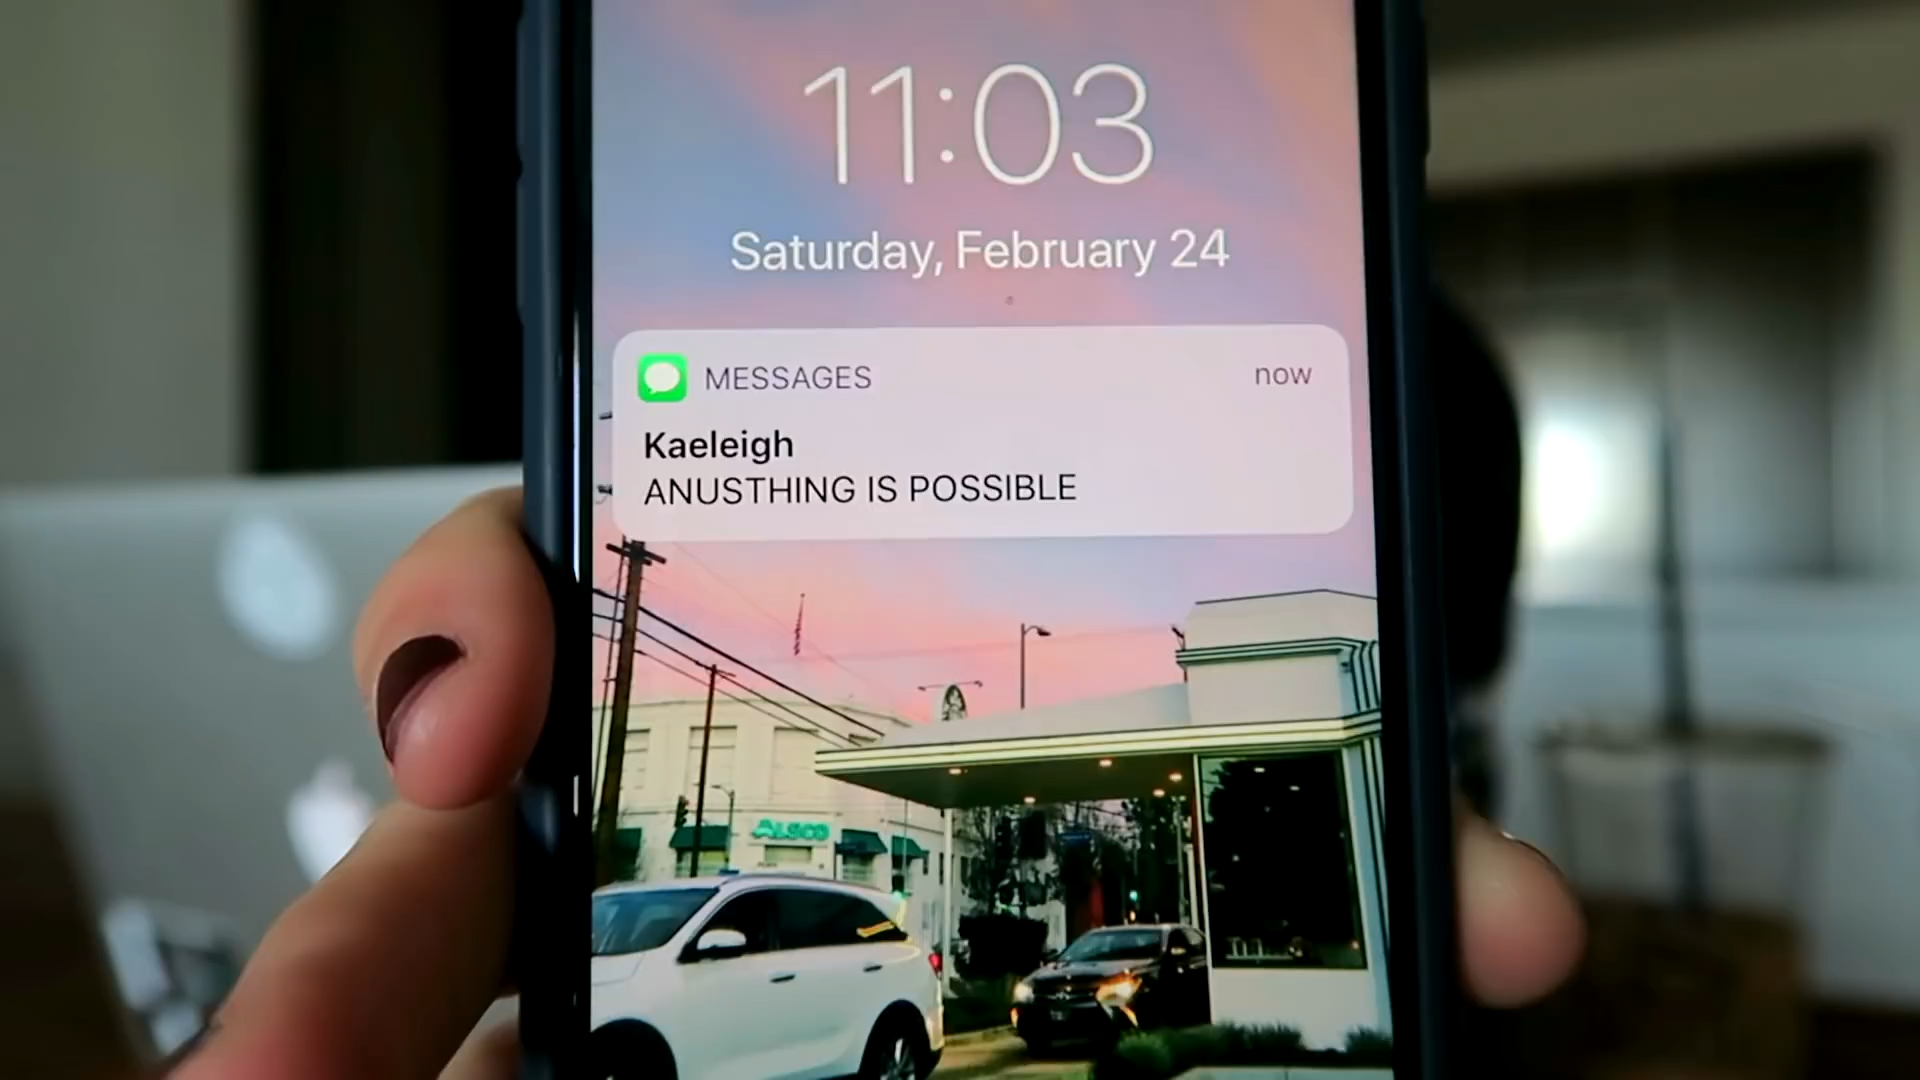 11:03
Saturday, February 24
MESSAGES
now
Kaeleigh
ANUSTHING IS POSSIBLE
ALSCO